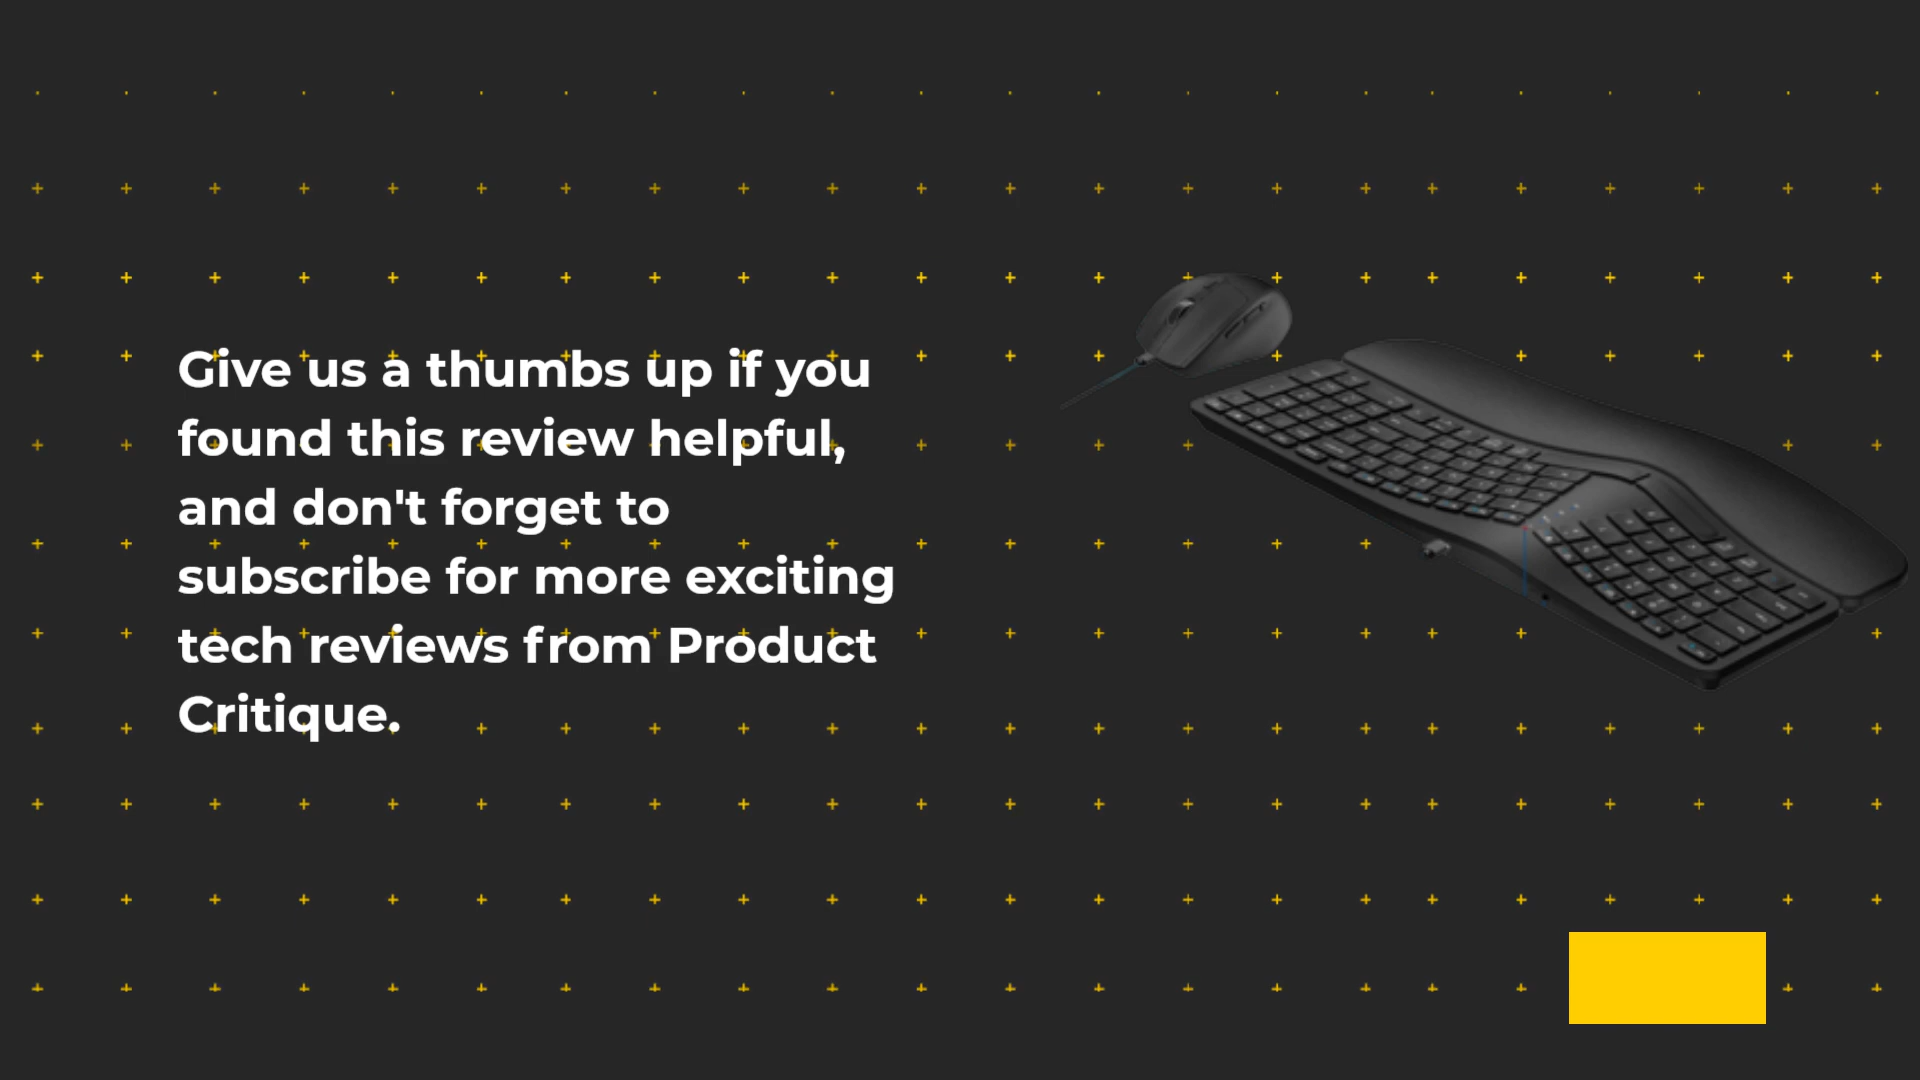 Give us a thumbs up if you
found this review helpful,
and don't forget to
subscribe for more exciting
tech reviews from Product
Critique.